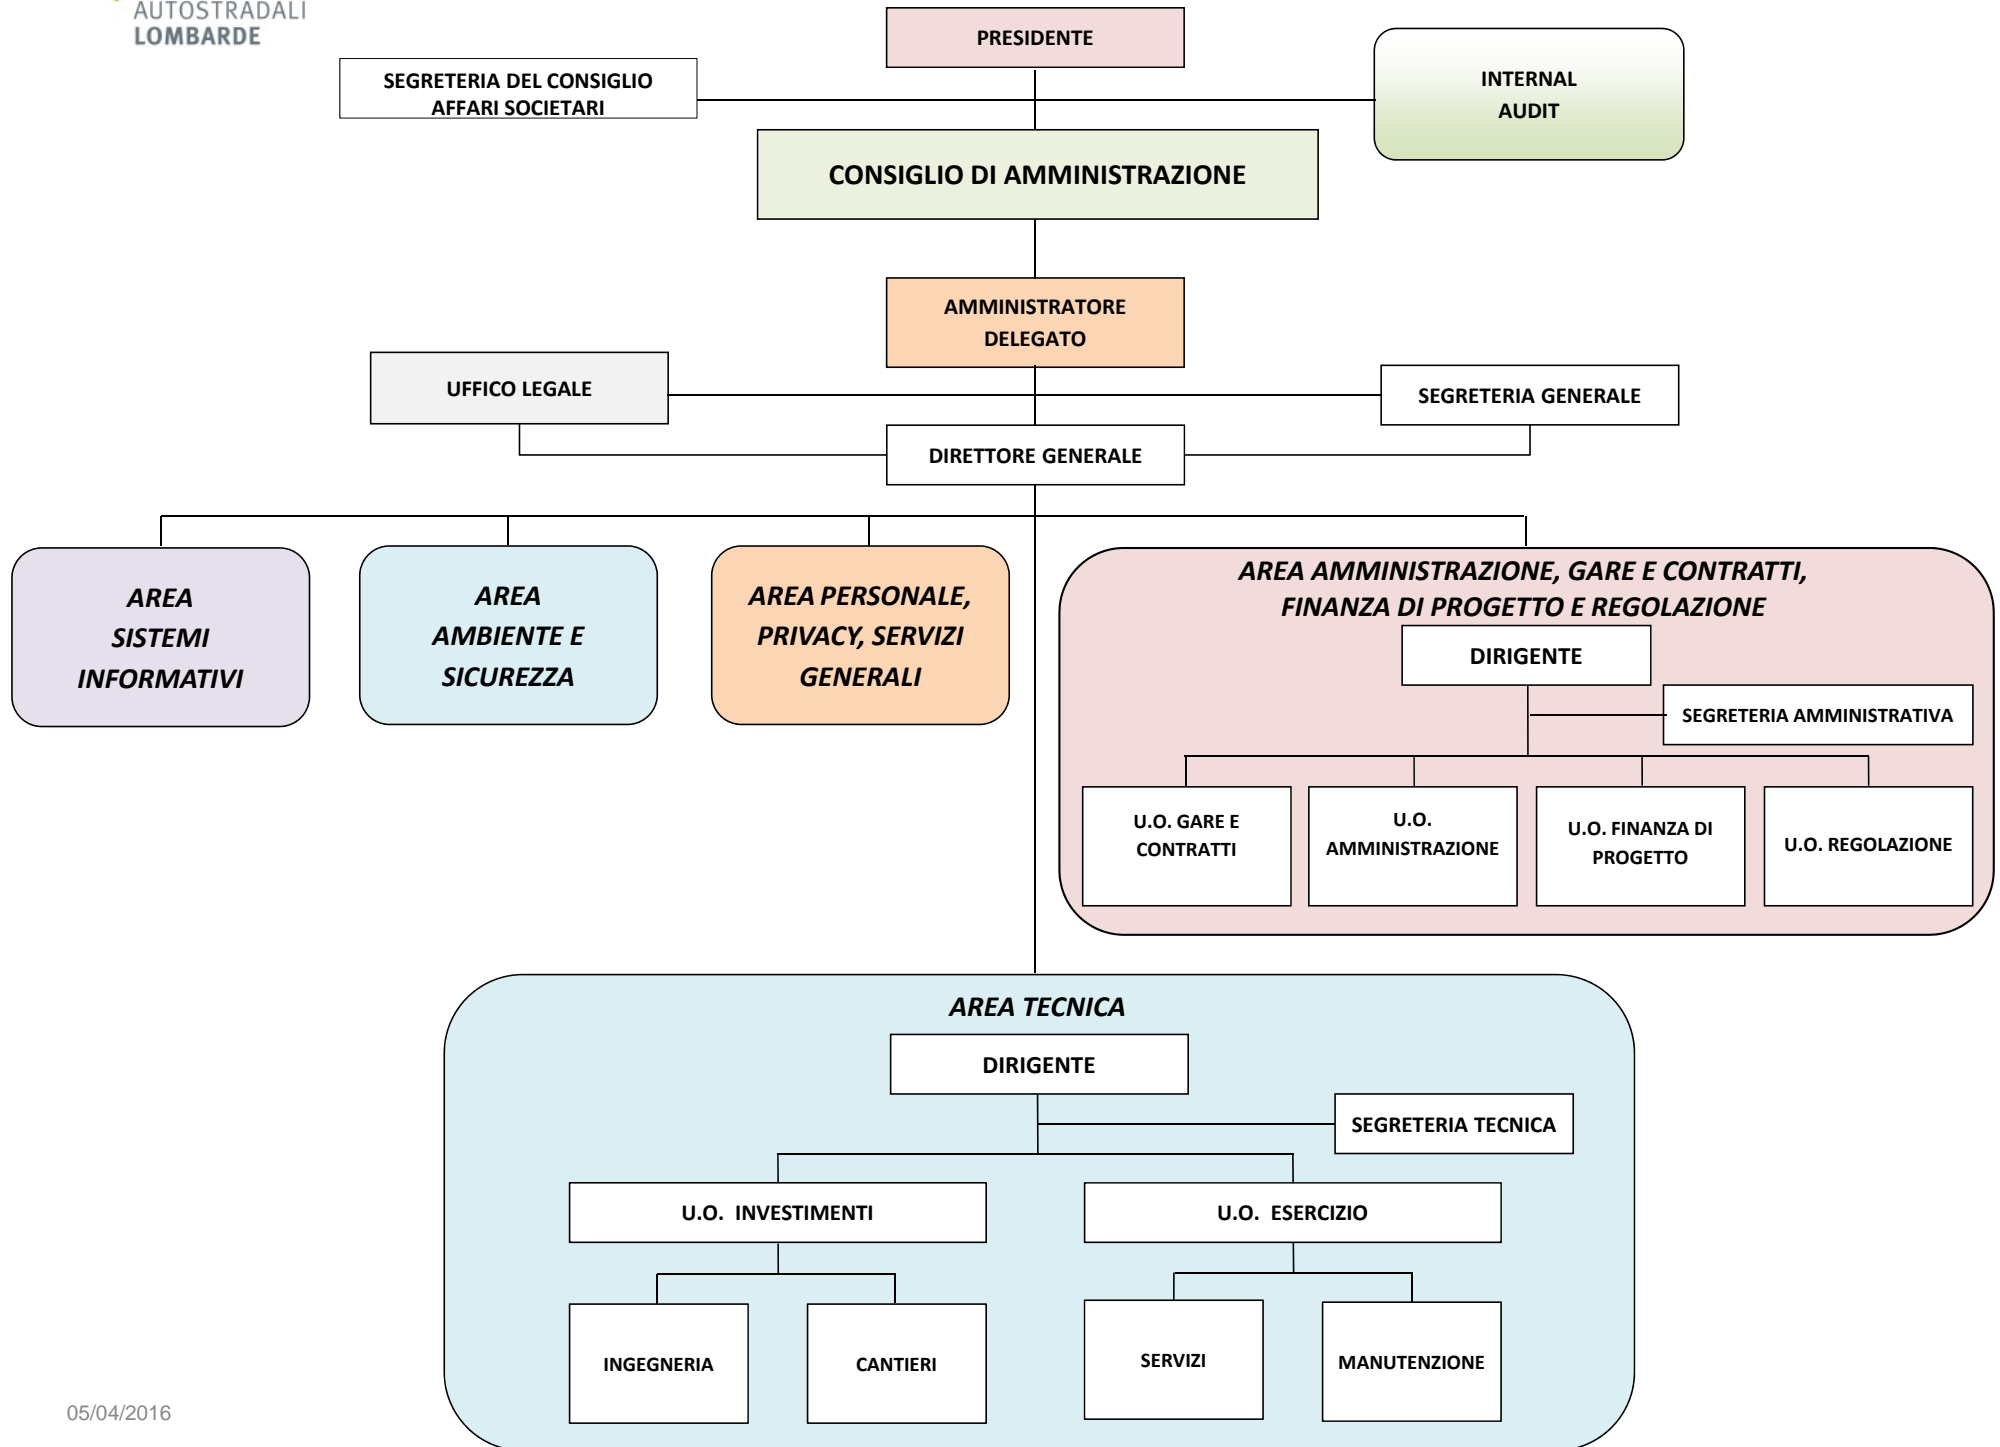 AUTOSTRADALI
LOMBARDE
PRESIDENTE
SEGRETERIA DEL CONSIGLIO
AFFARI SOCIETARI
INTERNAL
AUDIT
CONSIGLIO DI AMMINISTRAZIONE
AMMINISTRATORE
DELEGATO
UFFICO LEGALE
SEGRETERIA GENERALE
DIRETTORE GENERALE
AREA
SISTEMI
INFORMATIVI
AREA
AMBIENTE E
SICUREZZA
AREA PERSONALE,
PRIVACY, SERVIZI
GENERALI
AREA AMMINISTRAZIONE, GARE E CONTRATTI,
FINANZA DI PROGETTO E REGOLAZIONE
DIRIGENTE
SEGRETERIA AMMINISTRATIVA
U.O. GARE E
CONTRATTI
U.O.
AMMINISTRAZIONE
U.O. FINANZA DI
PROGETTO
U.O. REGOLAZIONE
AREA TECNICA
DIRIGENTE
SEGRETERIA TECNICA
U.O. INVESTIMENTI
U.O. ESERCIZIO
INGEGNERIA
CANTIERI
SERVIZI
MANUTENZIONE
05/04/2016